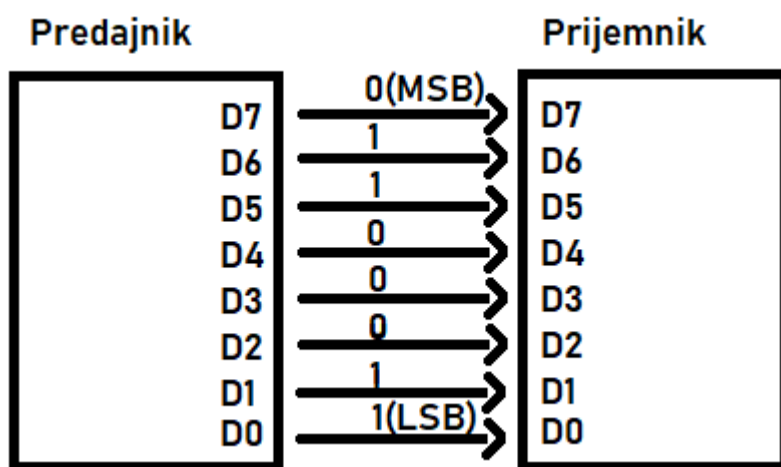 Predajnik Prijemnik
0(MSB)
D7 D7
1
D6 D6
1
D5 D5
0
D4 D4
0
D3 D3
0
D2 D2
1
D1 D1
1(LSB)
D0 D0